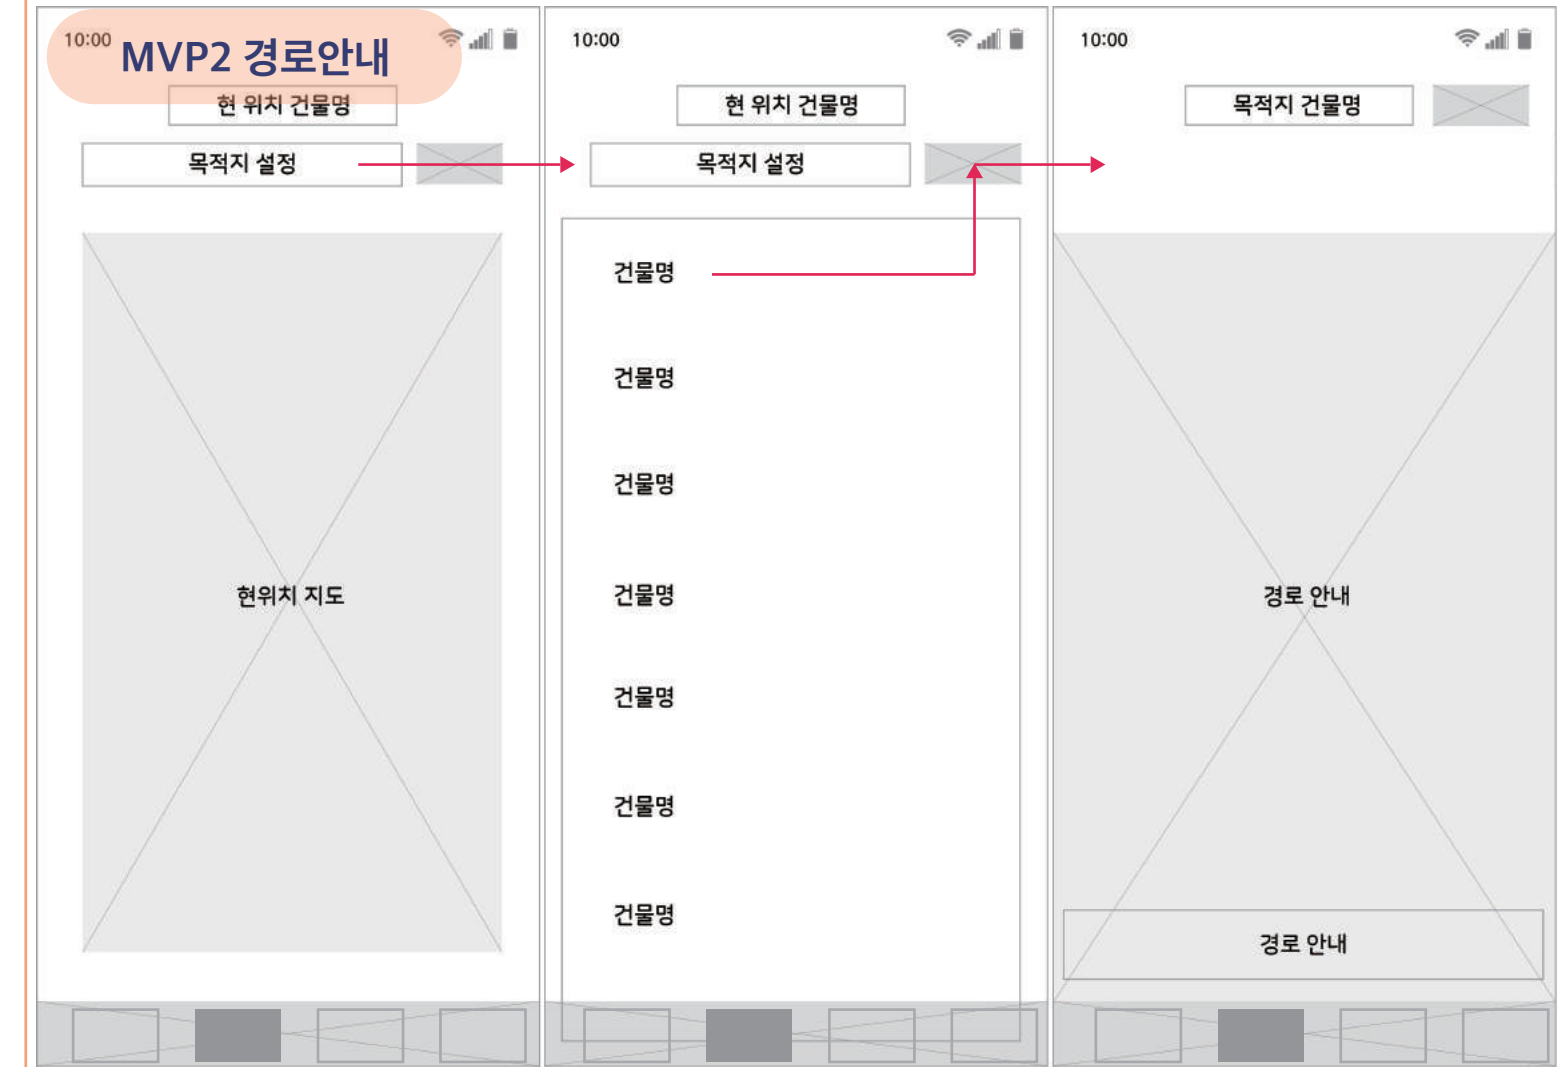 MVP2 경로안내
10:00
현 위치 건물명
목적지 설정
현위치 지도
10:00
현 위치 건물명
목적지 설정
건물명
건물명
건물명
건물명
건물명
건물명
건물명
10:00
목적지 건물명
경로 안내
경로 안내